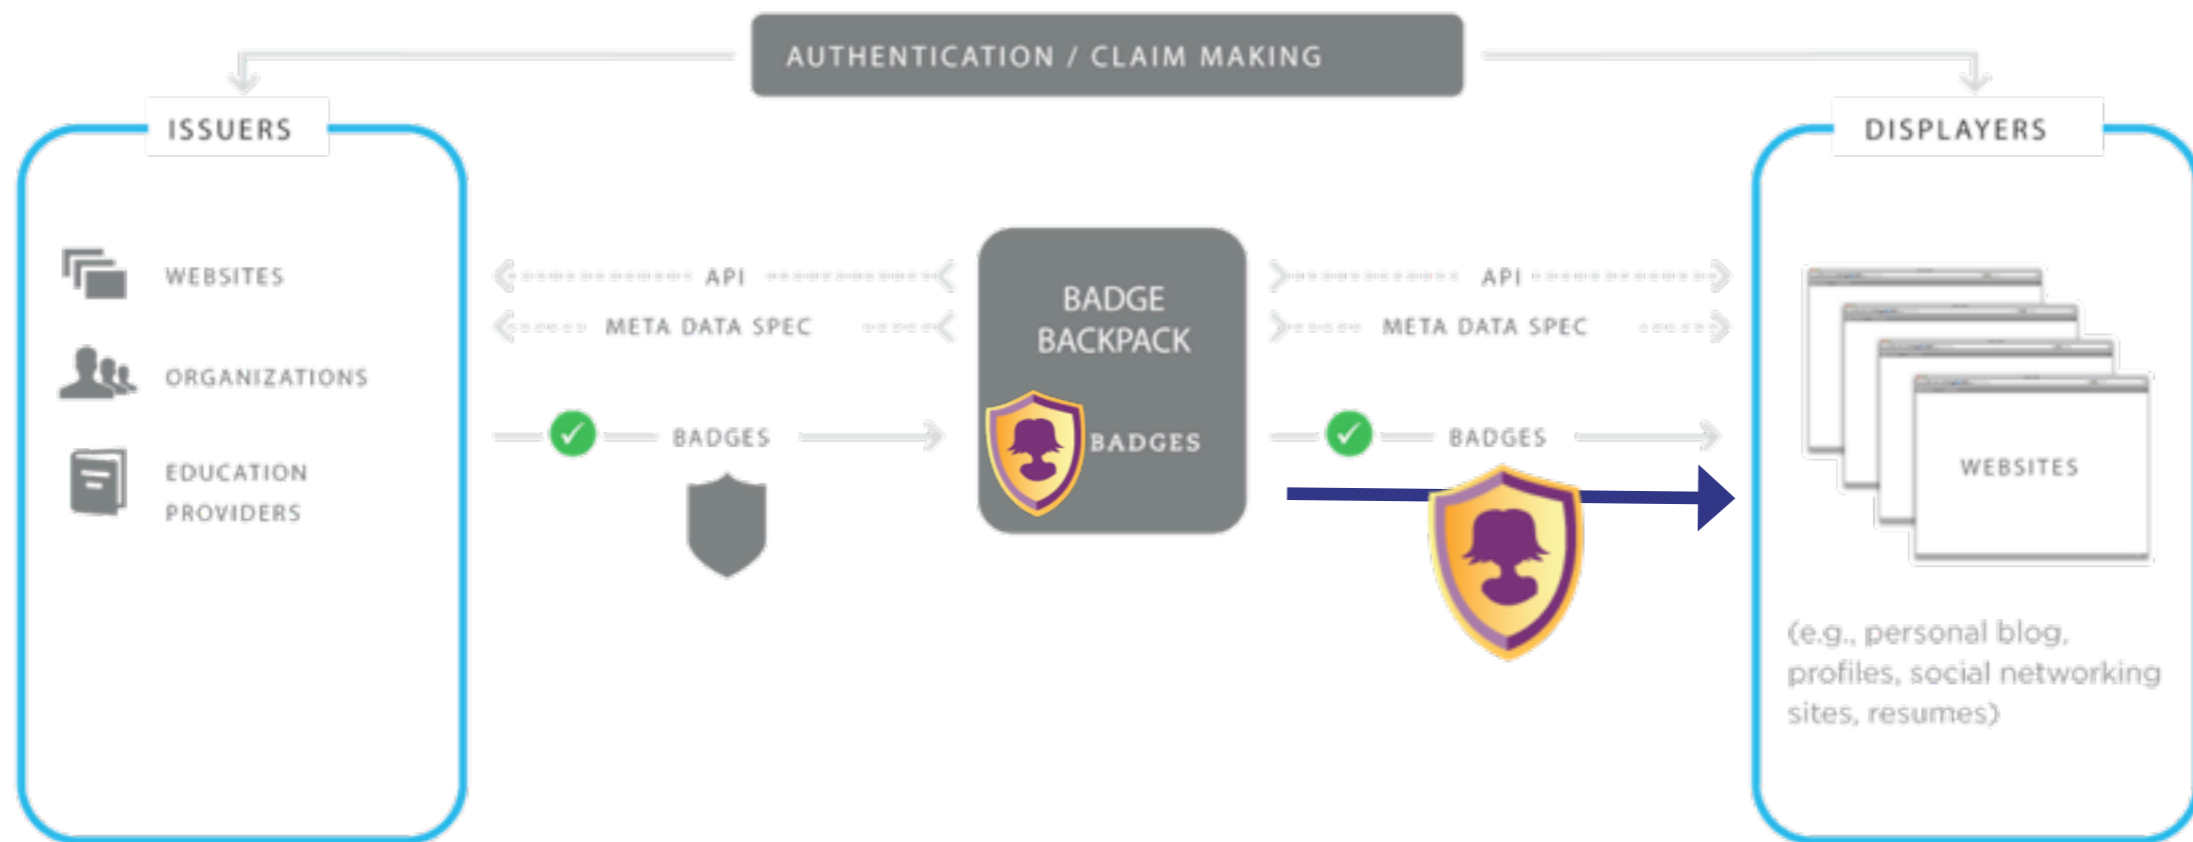 AUTHENTICATION / CLAIM MAKING
ISSUERS
WEBSITES
ORGANIZATIONS
EDUCATION
PROVIDERS
API
META DATA SPEC
BADGES
BADGE
BACKPACK
BADGES
API
META DATA SPEC
BADGES
DISPLAYERS
WEBSITES
(e.g., personal blog,
profiles, social networking
sites, resumes)